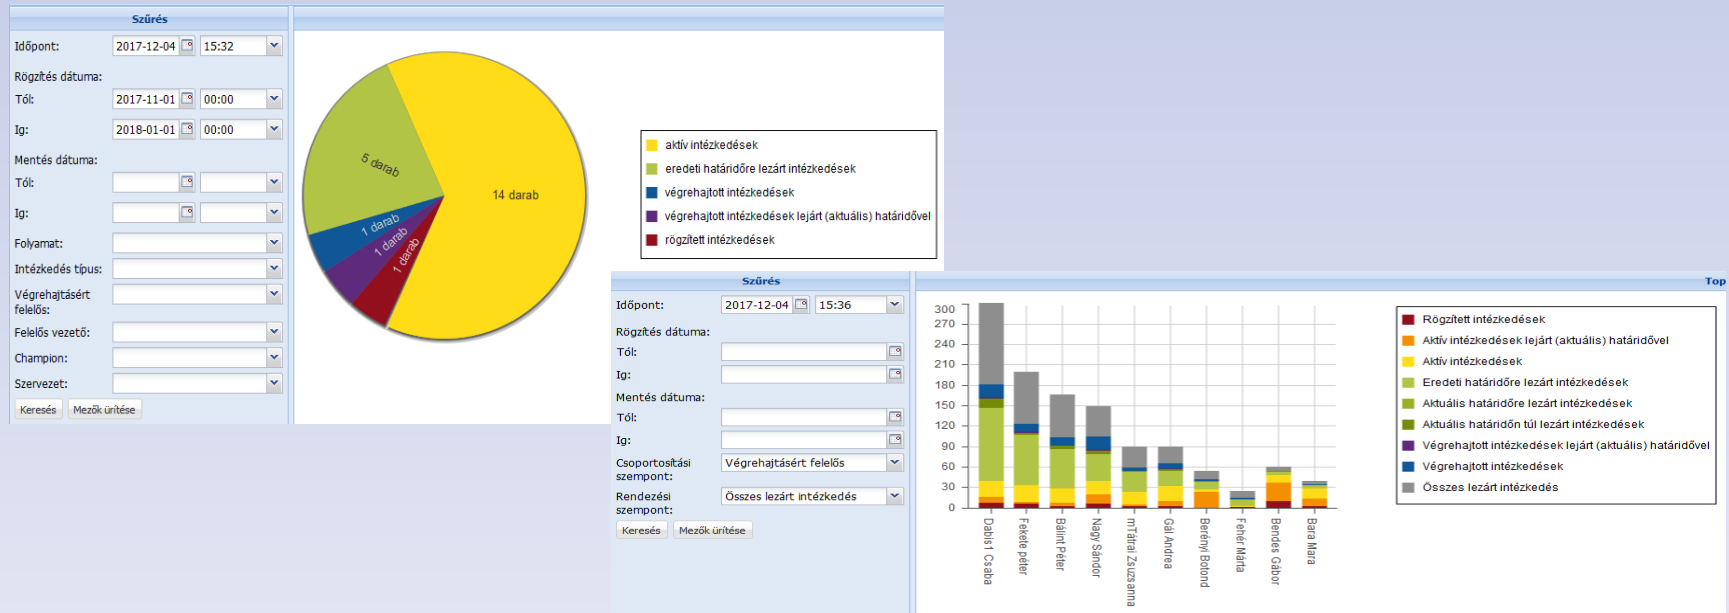 Szűrés
Időpont: 2017-12-04 15:32
Rögzítés dátuma:
Tól: 2017-11-01 00:00
Ig: 2018-01-01 00:00
Mentés dátuma:
Tól:
Ig:
Folyamat:
Intézkedés típus:
Végrehajtásért
felelős:
Felelős vezető:
Champion:
Szervezet:
Keresés Mezők ürítése
5 darab
14 darab
1 darab
1 darab
1 darab
aktív intézkedések
eredeti határidőre lezárt intézkedések
végrehajtott intézkedések
végrehajtott intézkedések lejárt (aktuális) határidővel
rögzített intézkedések
Szűrés
Időpont: 2017-12-04 15:36
Rögzítés dátuma:
Tól:
Ig:
Mentés dátuma:
Tól:
Ig:
Csoportosítási
szempont: Végrehajtásért felelős
Rendezési
szempont: Összes lezárt intézkedés
Keresés Mezők ürítése
Top
300
270
240
210
180
150
120
90
60
30
0
Dabis1 Csaba
Fekete péter
Bálint Péter
Nagy Sándor
mTátrai Zsuzsanna
Gál Andrea
Berényi Botond
Fehér Márta
Bendes Gábor
Bara Mara
Rögzített intézkedések
Aktív intézkedések lejárt (aktuális) határidővel
Aktív intézkedések
Eredeti határidőre lezárt intézkedések
Aktuális határidőre lezárt intézkedések
Aktuális határidőn túl lezárt intézkedések
Végrehajtott intézkedések lejárt (aktuális) határidővel
Végrehajtott intézkedések
Összes lezárt intézkedés